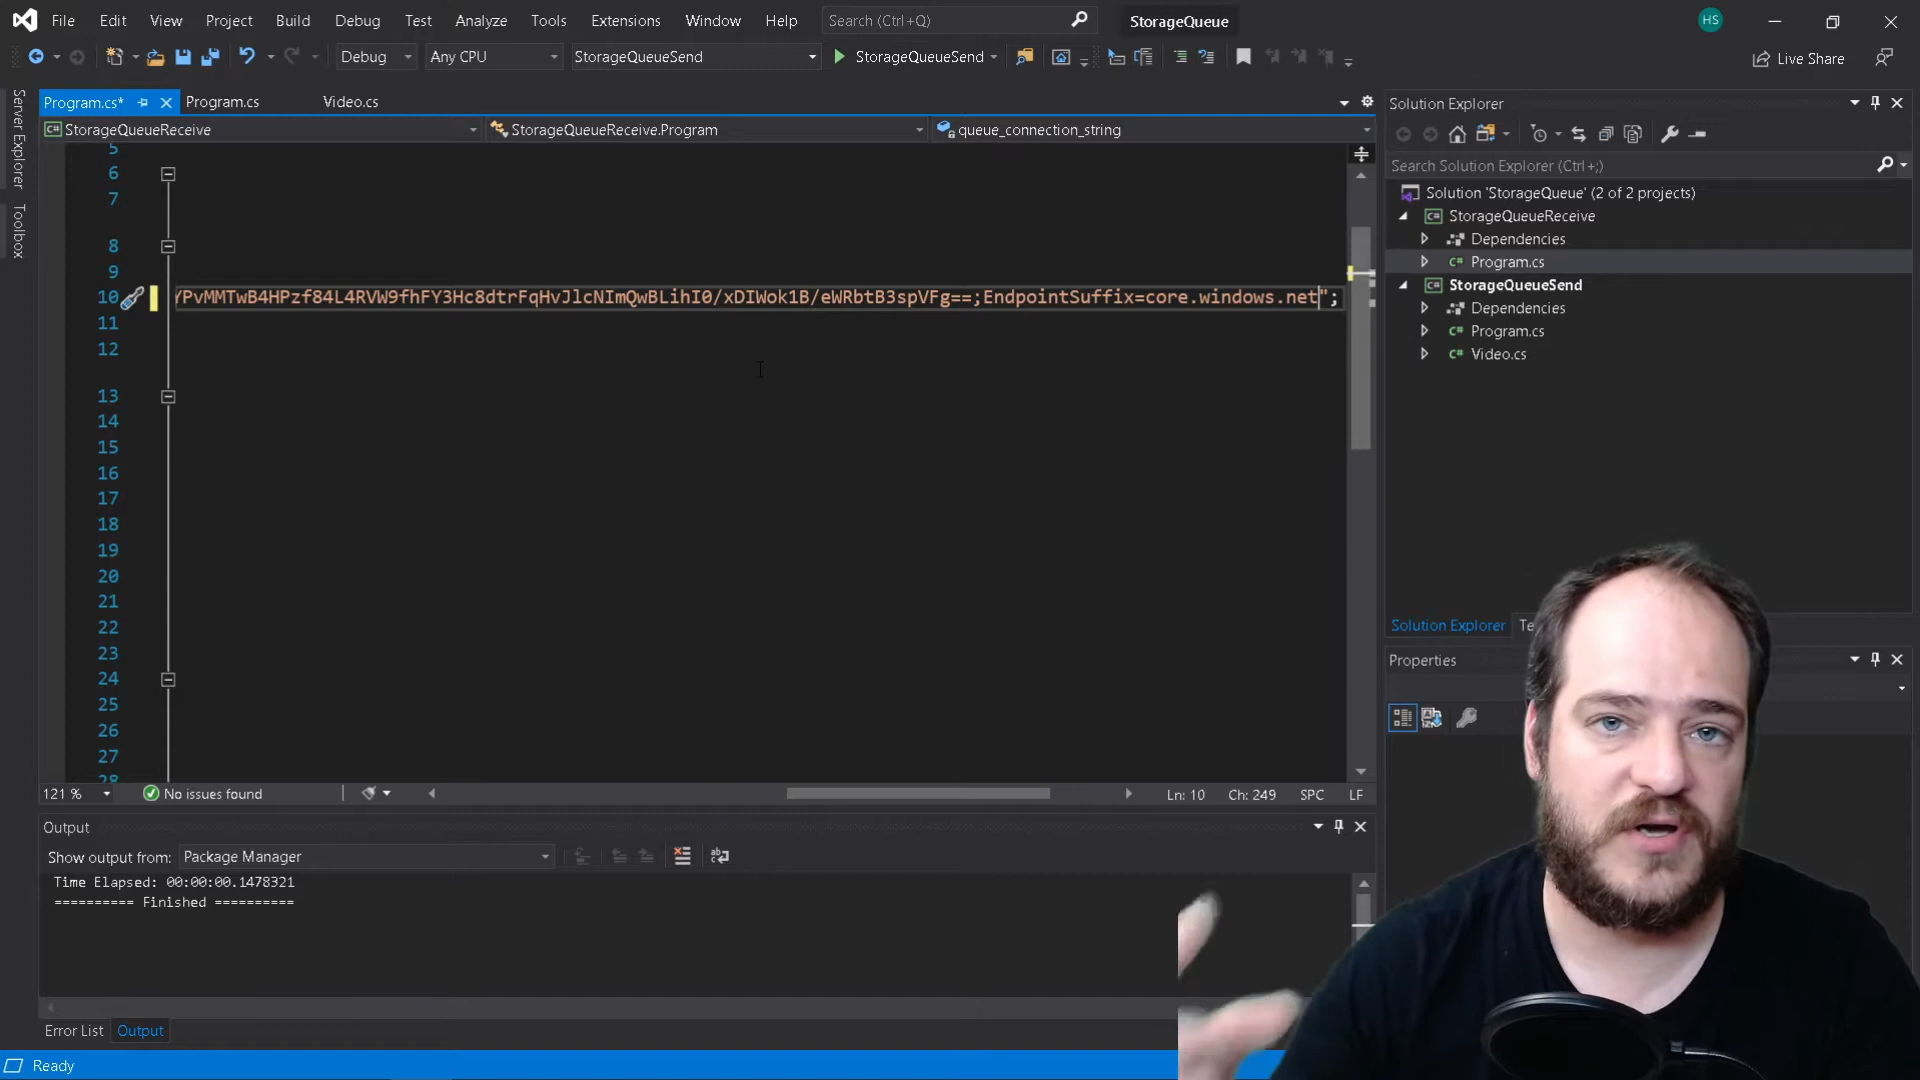 File Edit View Project Build Debug Test Analyze Tools Extensions Window Help Search (Ctrl+Q) StorageQueue HS
Debug Any CPU StorageQueueSend StorageQueueSend Live Share
Program.cs* Program.cs Video.cs
StorageQueueReceive StorageQueueReceive.Program queue_connection_string
Server Explorer
Toolbox
5
6
7
8
9
10 YPvMMTwB4HPzf84L4RVW9fhFY3Hc8dtrFqHvJlcNImQwBLihI0/xDIWok1B/eWRbtB3spVFg==;EndpointSuffix=core.windows.net";
11
12
13
14
15
16
17
18
19
20
21
22
23
24
25
26
27
28
121 % No issues found Ln: 10 Ch: 249 SPC LF
Output
Show output from: Package Manager
Time Elapsed: 00:00:00.1478321
========== Finished ==========
Error List Output
Ready
Solution Explorer
Search Solution Explorer (Ctrl+;)
Solution 'StorageQueue' (2 of 2 projects)
StorageQueueReceive
Dependencies
Program.cs
StorageQueueSend
Dependencies
Program.cs
Video.cs
Solution Explorer
Properties